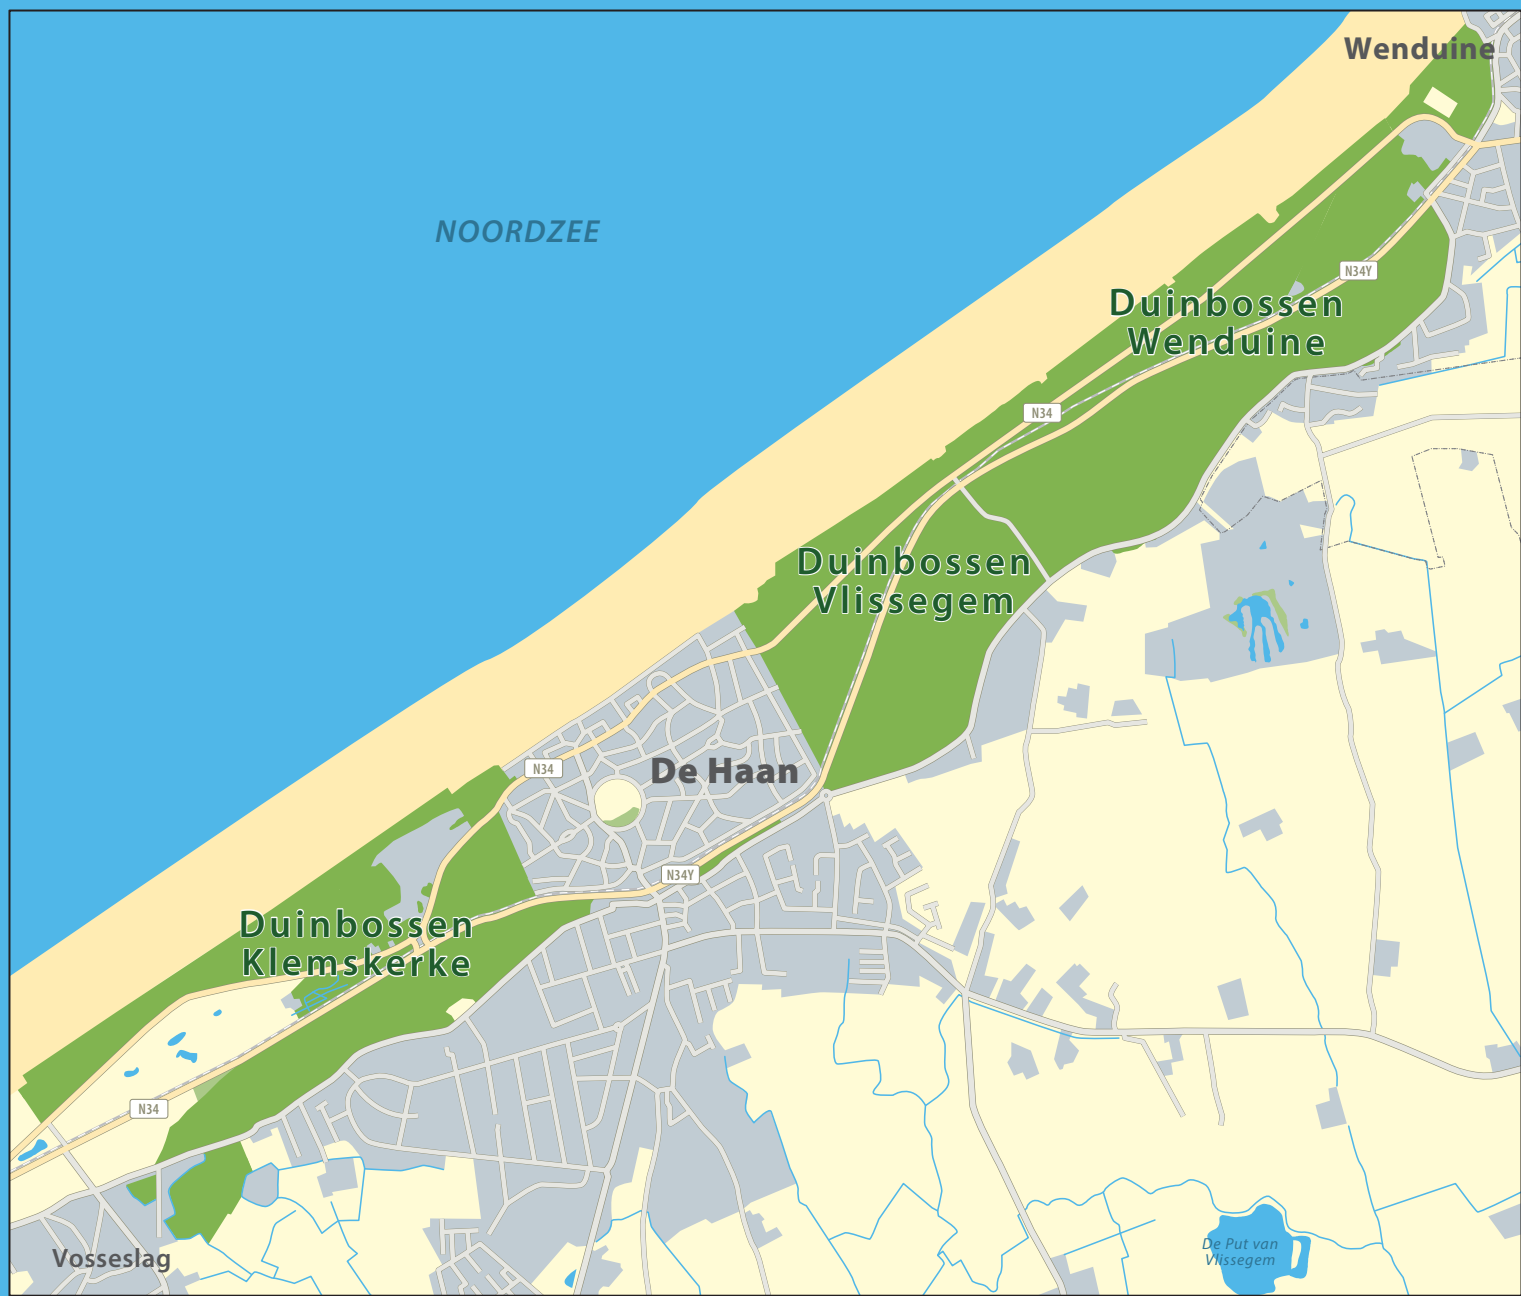 Wenduine
NOORDZEE
N34Y
Duinbossen
Wenduine
N34
Duinbossen
Vlissegem
N34
De Haan
N34Y
Duinbossen
Klemskerke
N34
De Put van
Vlissegem
Vosseslag